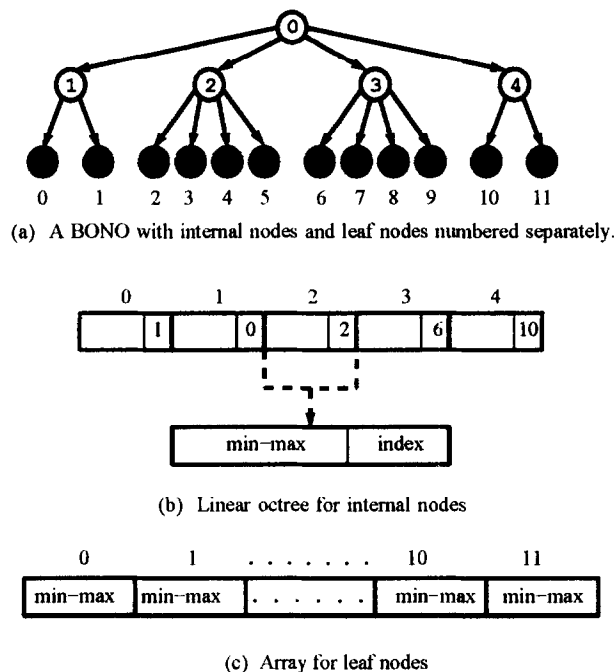 0
1 2 3 4
0 1 2 3 4 5 6 7 8 9 10 11
(a) A BONO with internal nodes and leaf nodes numbered separately.
0 1 2 3 4
1 0 2 6 10
min-max index
(b) Linear octree for internal nodes
0 1 . . . . . . . 10 11
min-max min-max . . . . . . min-max min-max
(c) Array for leaf nodes